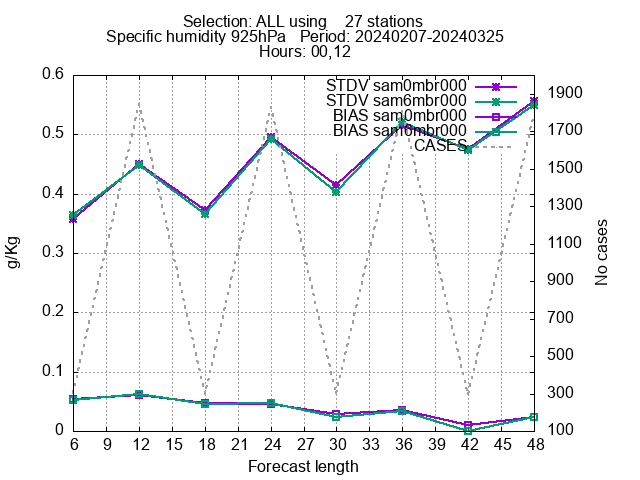 Selection: ALL using    27 stations
Specific humidity 925hPa   Period: 20240207-20240325
Hours: 00,12
STDV sam0mbr000
STDV sam6mbr000
BIAS sam0mbr000
BIAS sam6mbr000
CASES
0.6
0.5
0.4
0.3
0.2
0.1
0
g/Kg
1900
1700
1500
1300
1100
900
700
500
300
100
No cases
6 9 12 15 18 21 24 27 30 33 36 39 42 45 48
Forecast length